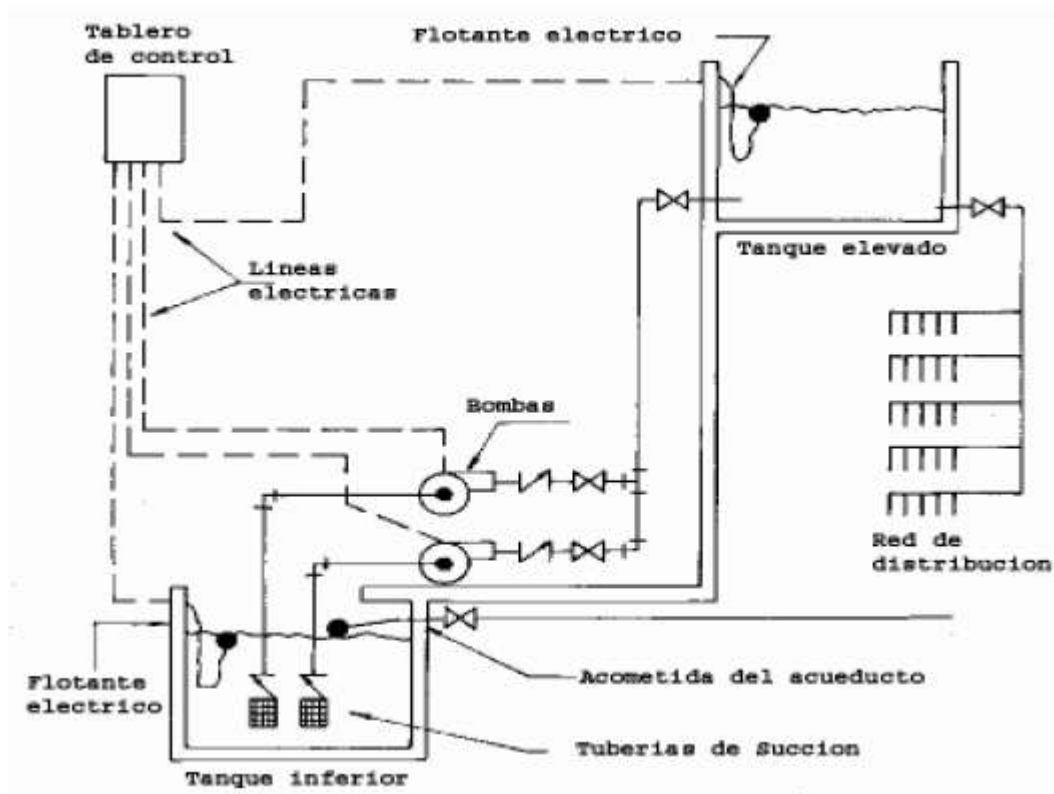 Tablero
de control
Flotante electrico
Tanque elevado
Lineas
electricas
Bombas
Red de
distribucion
Flotante
electrico
Acometida del acueducto
Tuberias de Succion
Tanque inferior